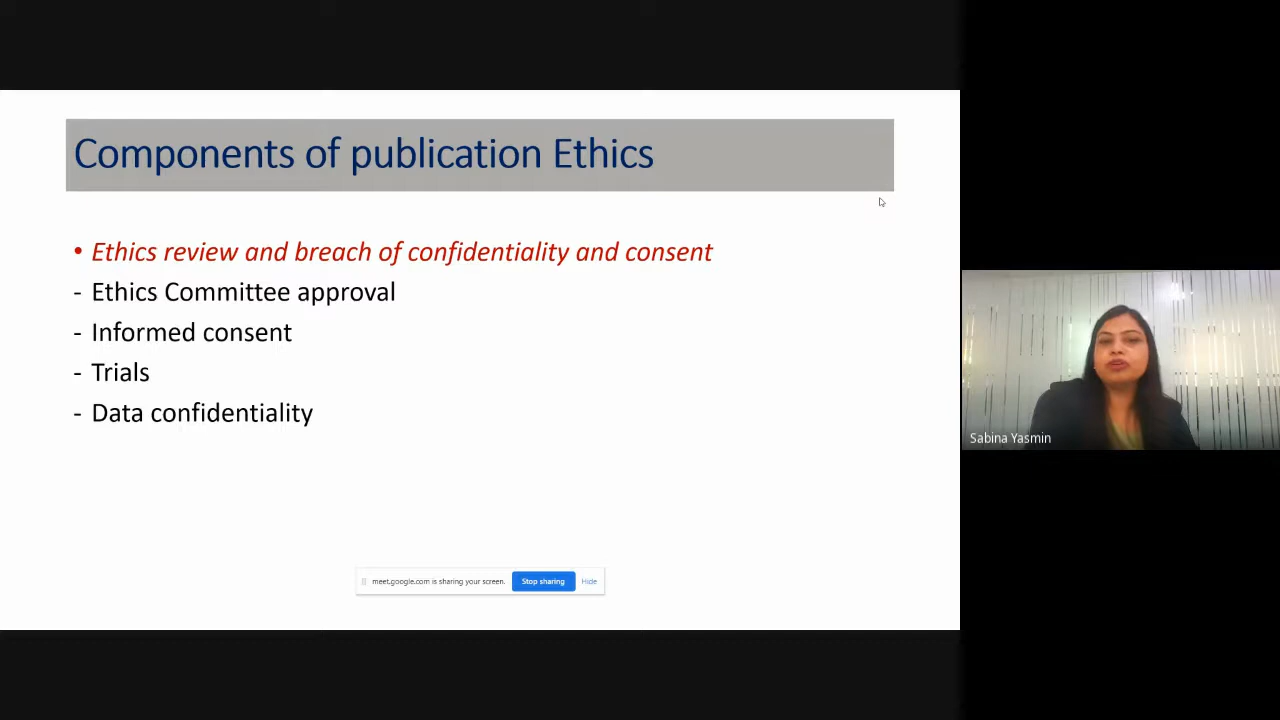 Components of publication Ethics
• Ethics review and breach of confidentiality and consent
- Ethics Committee approval
- Informed consent
- Trials
- Data confidentiality
meet.google.com is sharing your screen. Stop sharing Hide
Sabina Yasmin